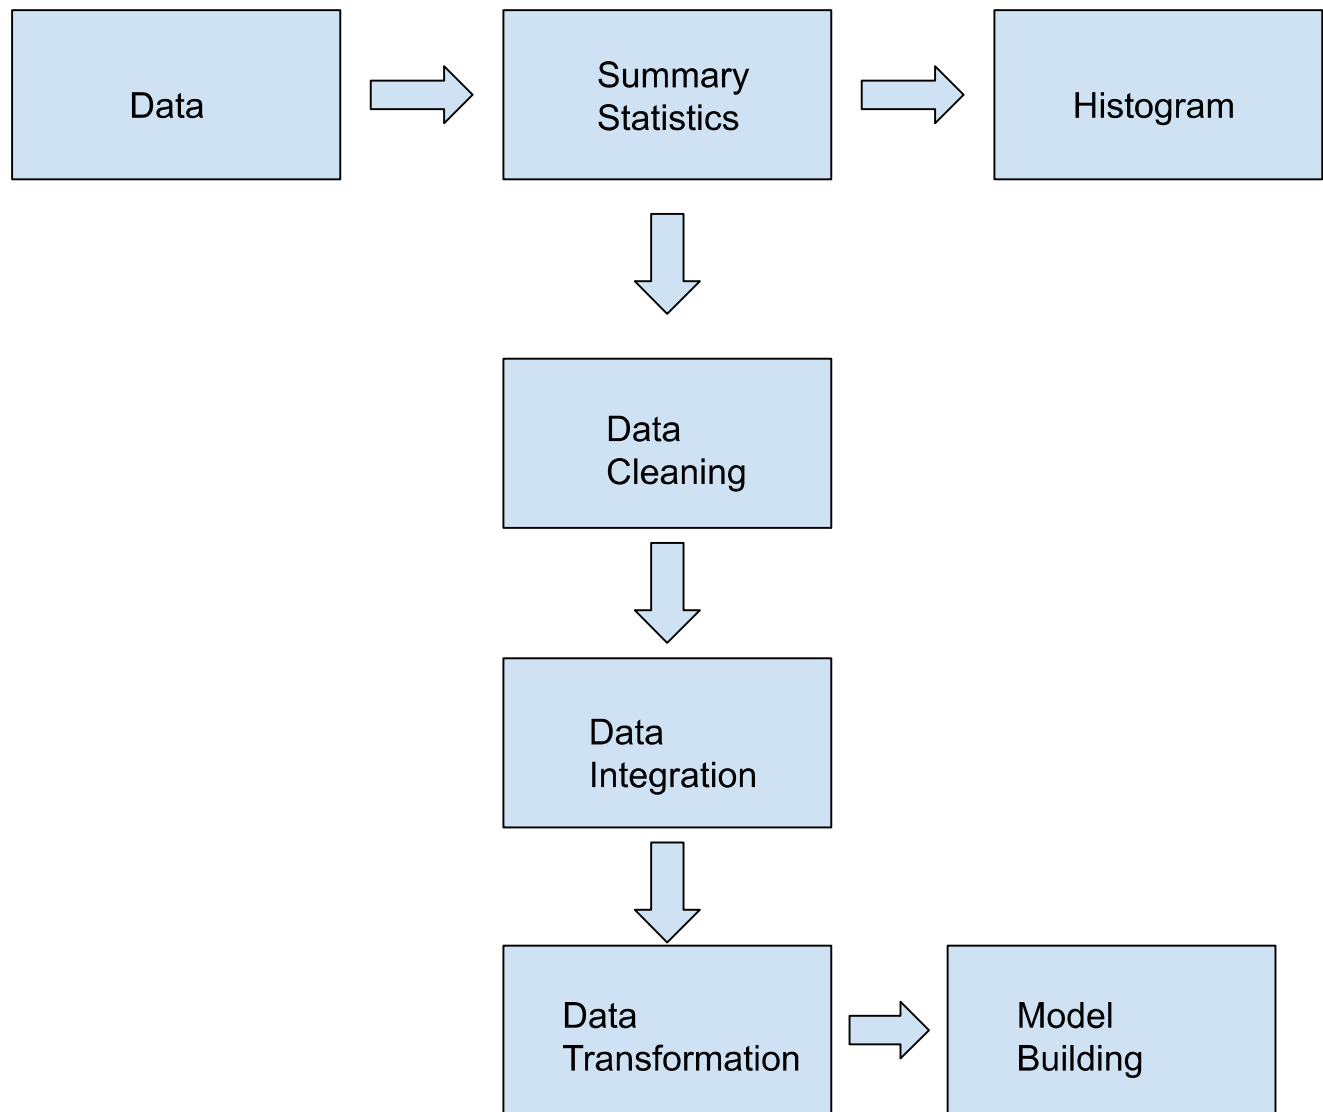 Data
Summary
Statistics
Histogram
Data
Cleaning
Data
Integration
Data
Transformation
Model
Building